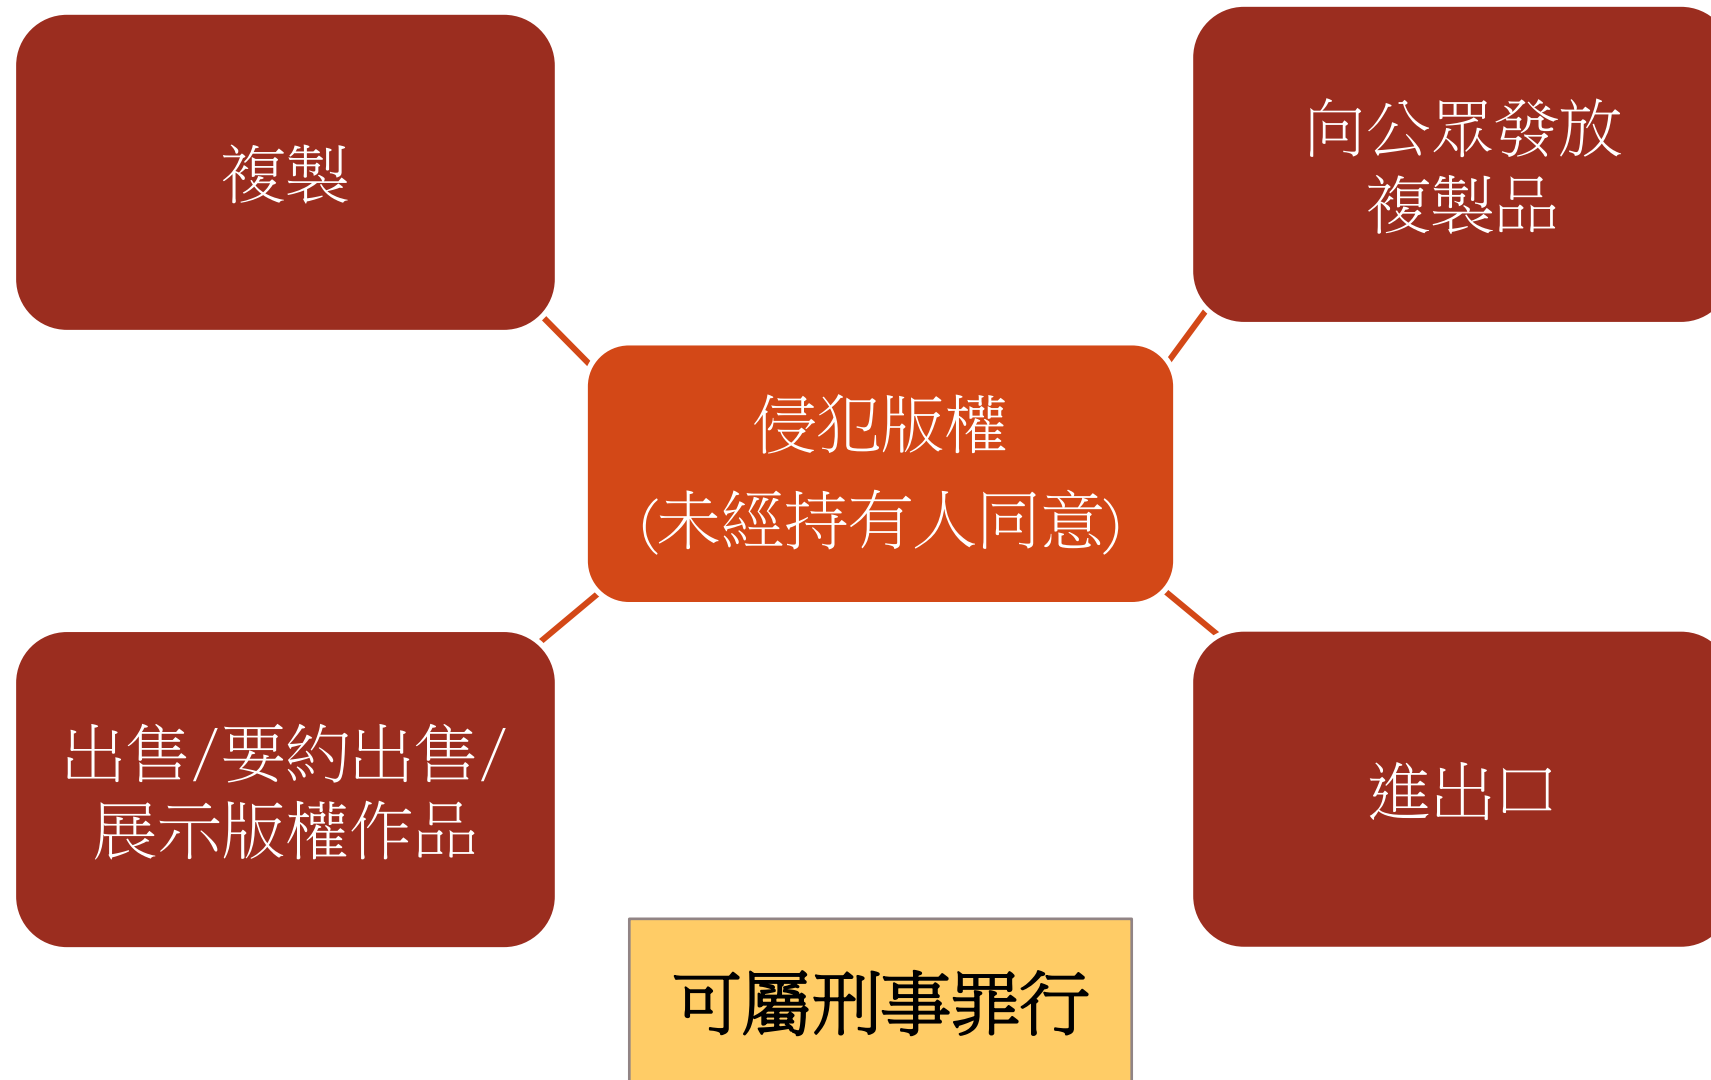 複製
向公眾發放
複製品
侵犯版權
(未經持有人同意)
出售/要約出售/
展示版權作品
進出口
可屬刑事罪行